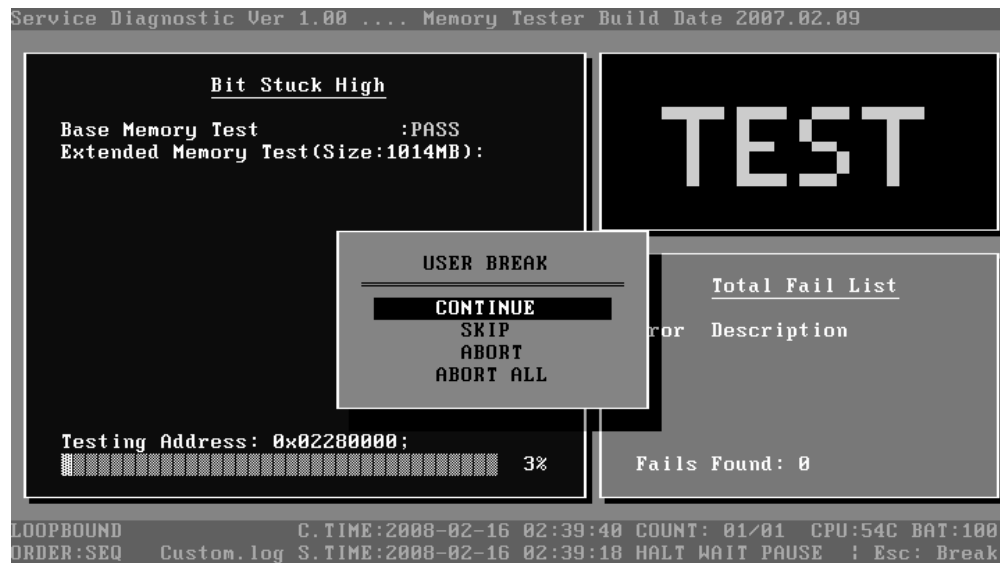 Service Diagnostic Ver 1.00 .... Memory Tester Build Date 2007.02.09
Bit Stuck High
Base Memory Test :PASS
Extended Memory Test(Size:1014MB):
TEST
USER BREAK
CONTINUE
SKIP
ABORT
ABORT ALL
Total Fail List
ror Description
Testing Address: 0x02280000;
3%
Fails Found: 0
LOOPBOUND C.TIME:2008-02-16 02:39:40 COUNT: 01/01 CPU:54C BAT:100
ORDER:SEQ Custom.log S.TIME:2008-02-16 02:39:18 HALT WAIT PAUSE ¦ Esc: Break